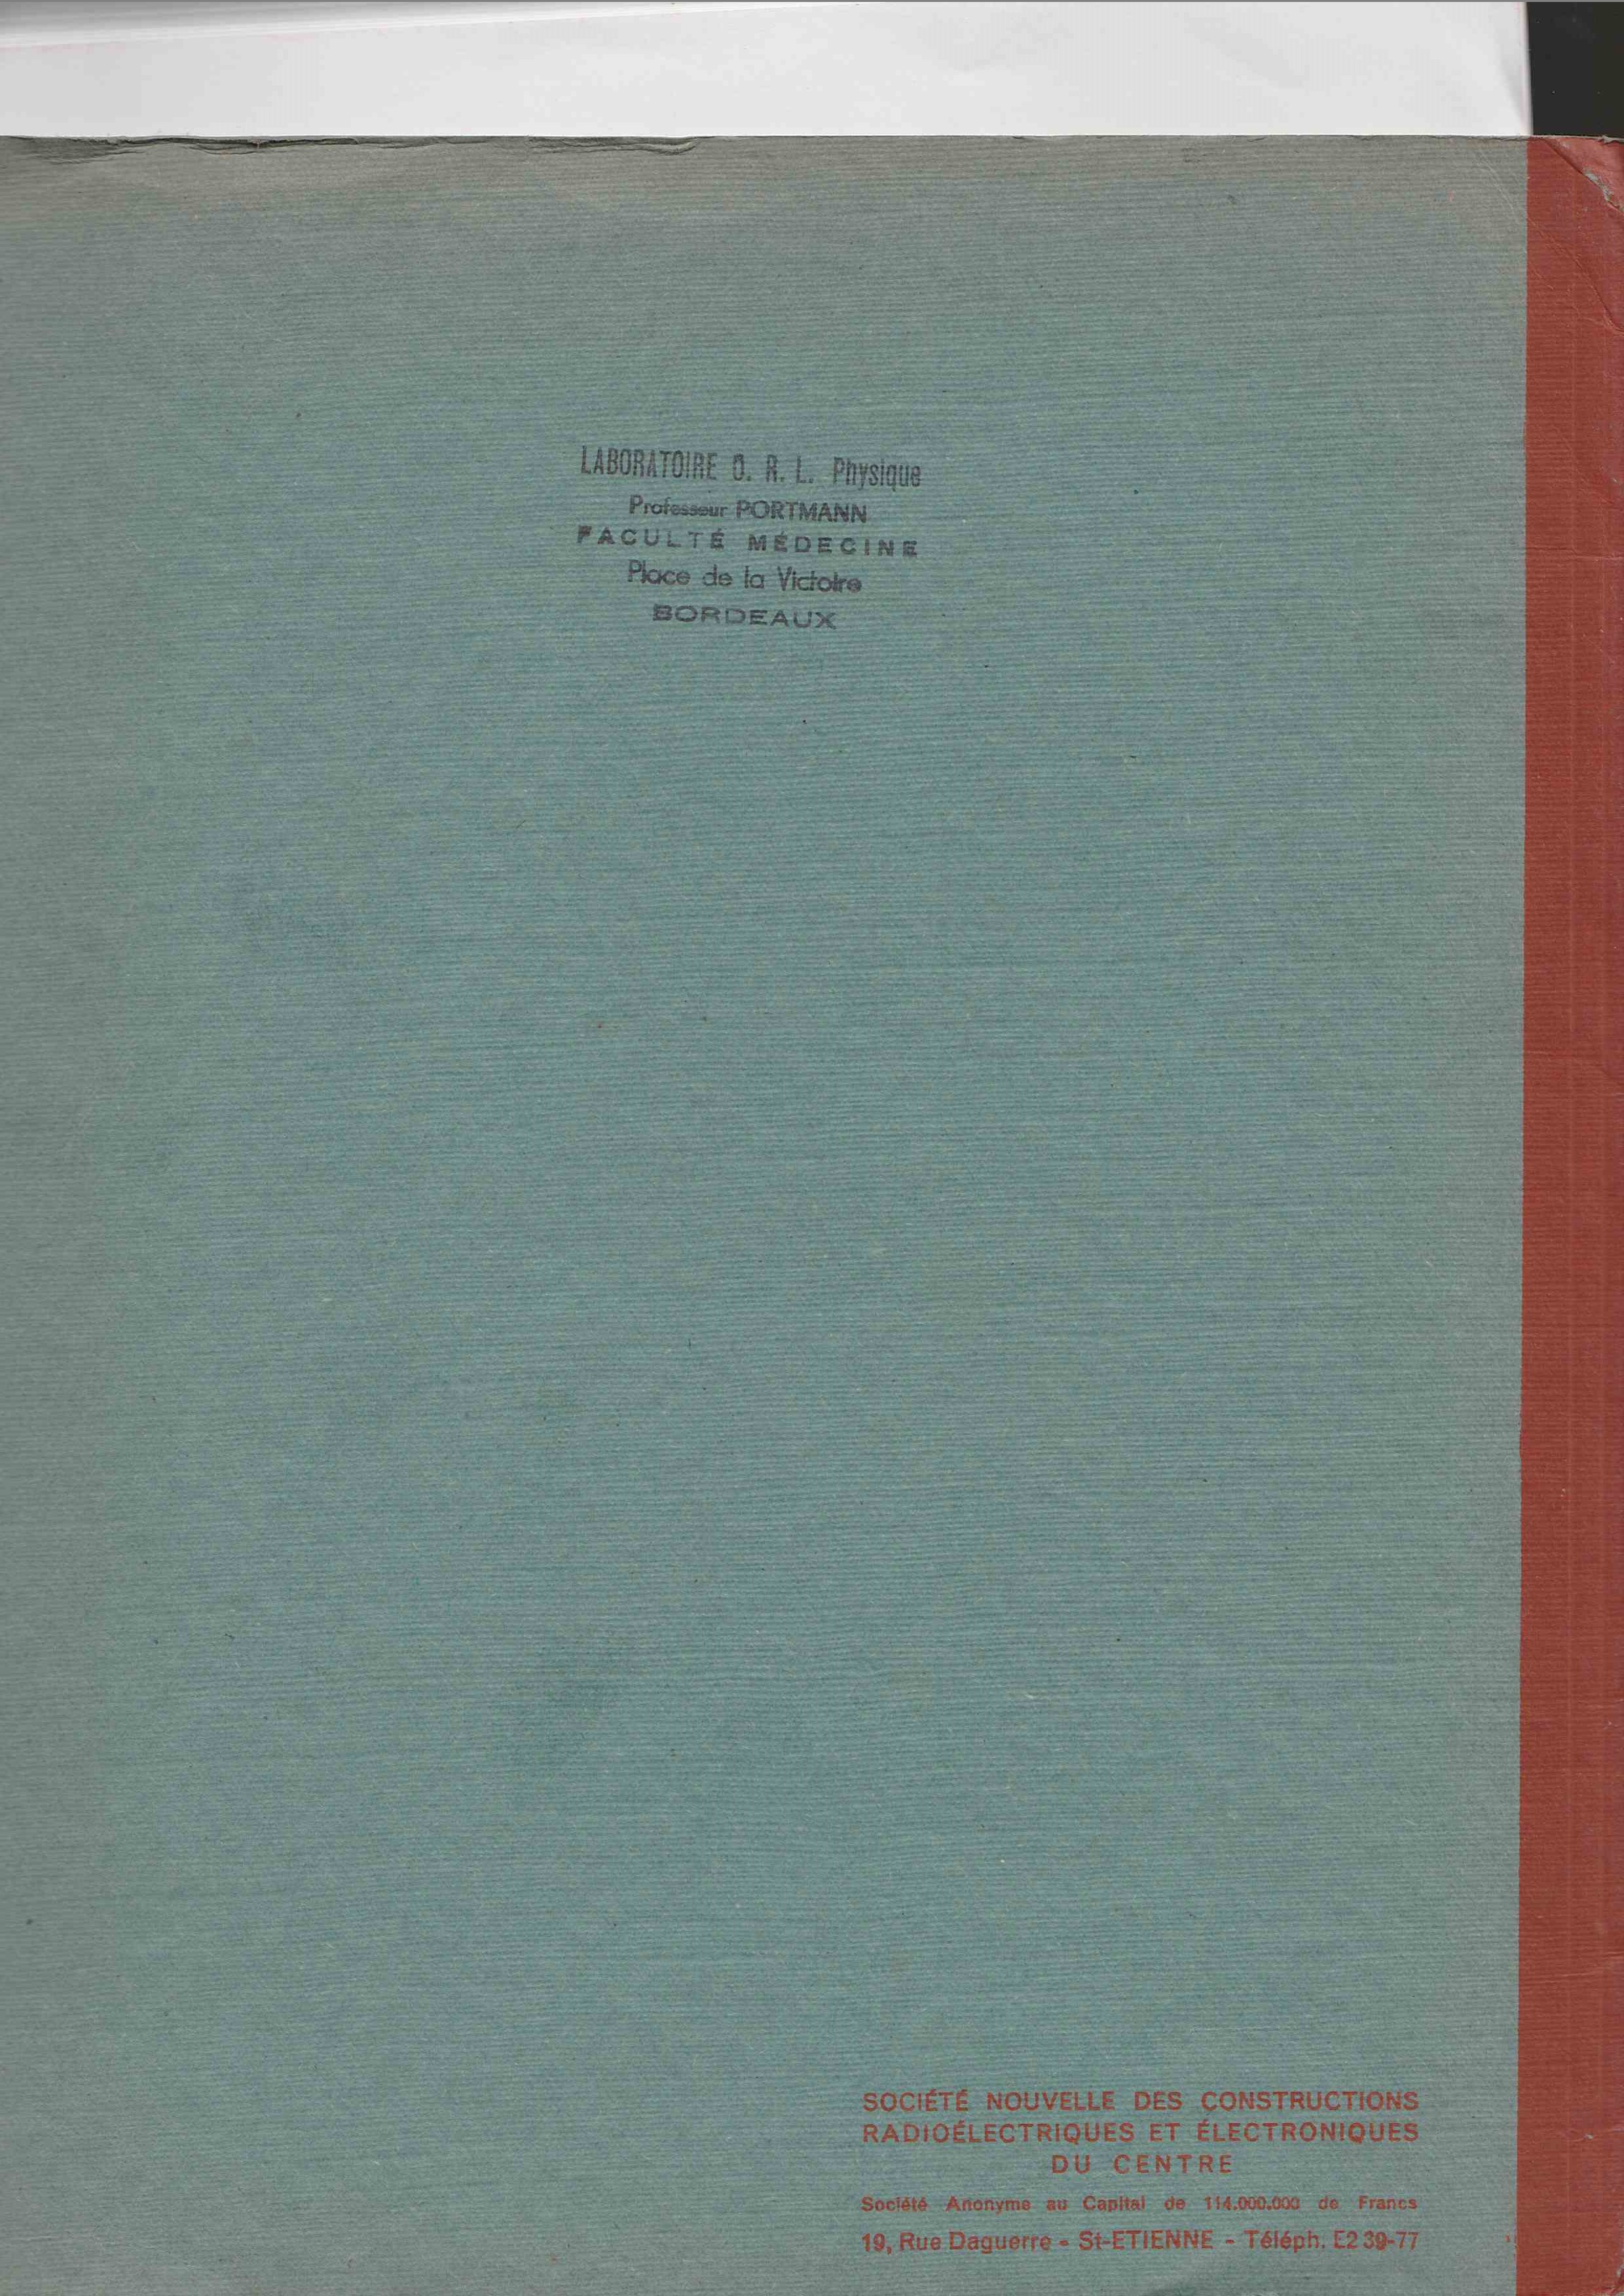 LABORATOIRE O. R. L. Physique
Professeur PORTMANN
FACULTÉ MÉDECINE
Place de la Victoire
BORDEAUX
SOCIÉTÉ NOUVELLE DES CONSTRUCTIONS
RADIOÉLECTRIQUES ET ÉLECTRONIQUES
DU CENTRE
Société Anonyme au Capital de 114.000.000 de Francs
19, Rue Daguerre - St-ETIENNE - Téléph. E2 39-77